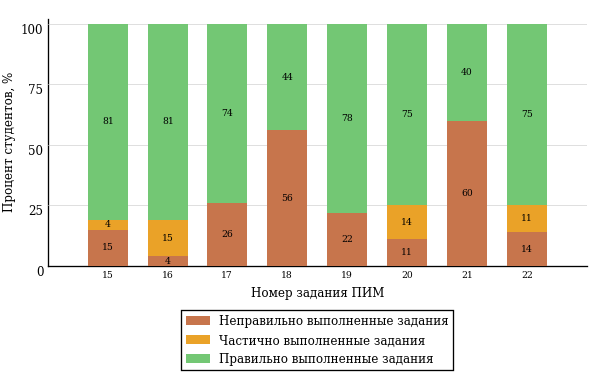 Процент студентов, %
100
75
50
25
0
81 81 74 44 78 75 40 75
4 15 14 11
15 4 26 56 22 11 60 14
15 16 17 18 19 20 21 22
Номер задания ПИМ
Неправильно выполненные задания
Частично выполненные задания
Правильно выполненные задания